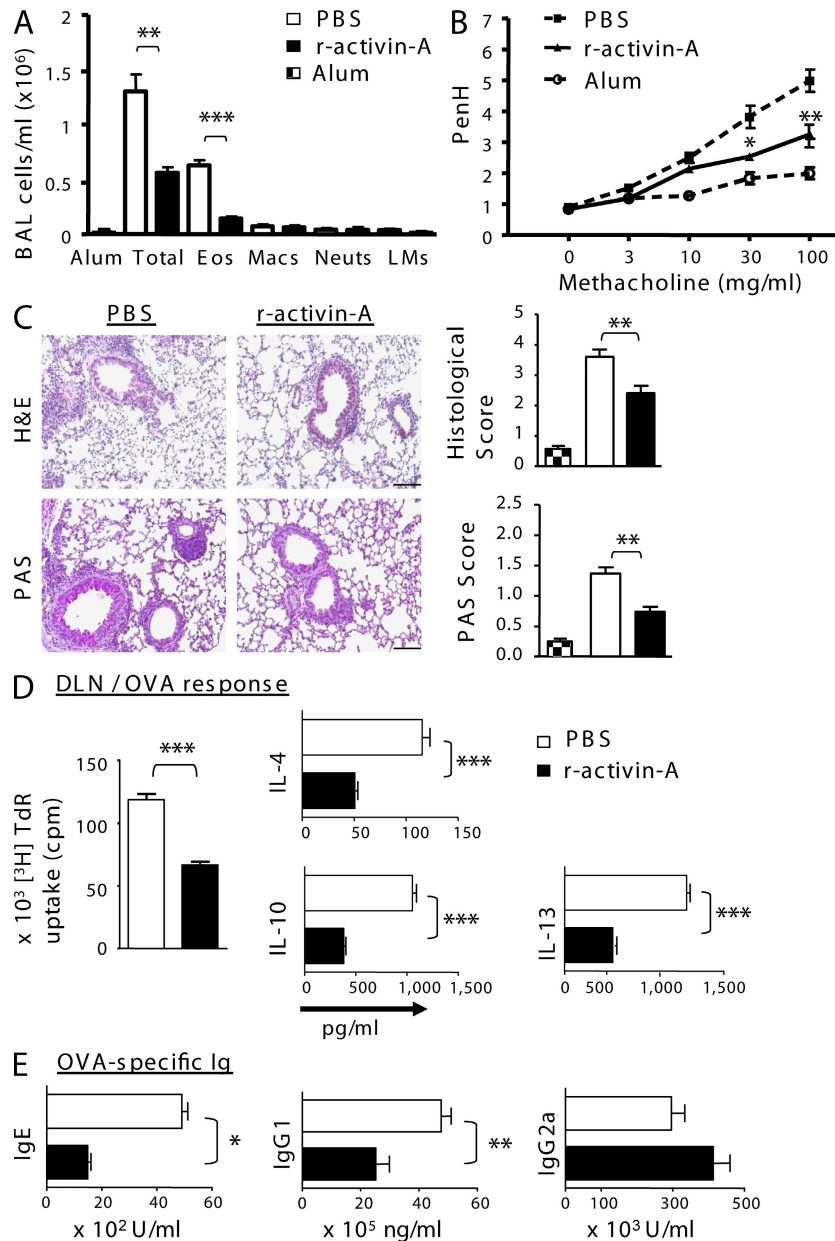 A
BAL cells/ml (x10⁶)
2
1.5
1
0.5
0
**
***
PBS
r-activin-A
Alum
Alum Total Eos Macs Neuts LMs
B
PenH
7
6
5
4
3
2
1
0
PBS
r-activin-A
Alum
*
**
0 3 10 30 100
Methacholine (mg/ml)
C
PBS r-activin-A
H&E
PAS
Histological
Score
5
4
3
2
1
0
**
PAS Score
2.5
1.5
1.0
0.5
0.0
**
D DLN / OVA response
x 10³ [³H] TdR
uptake (cpm)
150
100
50
0
***
IL-4
***
0 50 100 150
PBS
r-activin-A
IL-10
***
0 500 1,000 1,500
pg/ml
IL-13
***
0 500 1,000 1,500
E OVA-specific Ig
IgE
*
0 20 40 60
x 10² U/ml
IgG1
**
0 20 40 60
x 10⁵ ng/ml
IgG2a
0 100 300 500
x 10³ U/ml